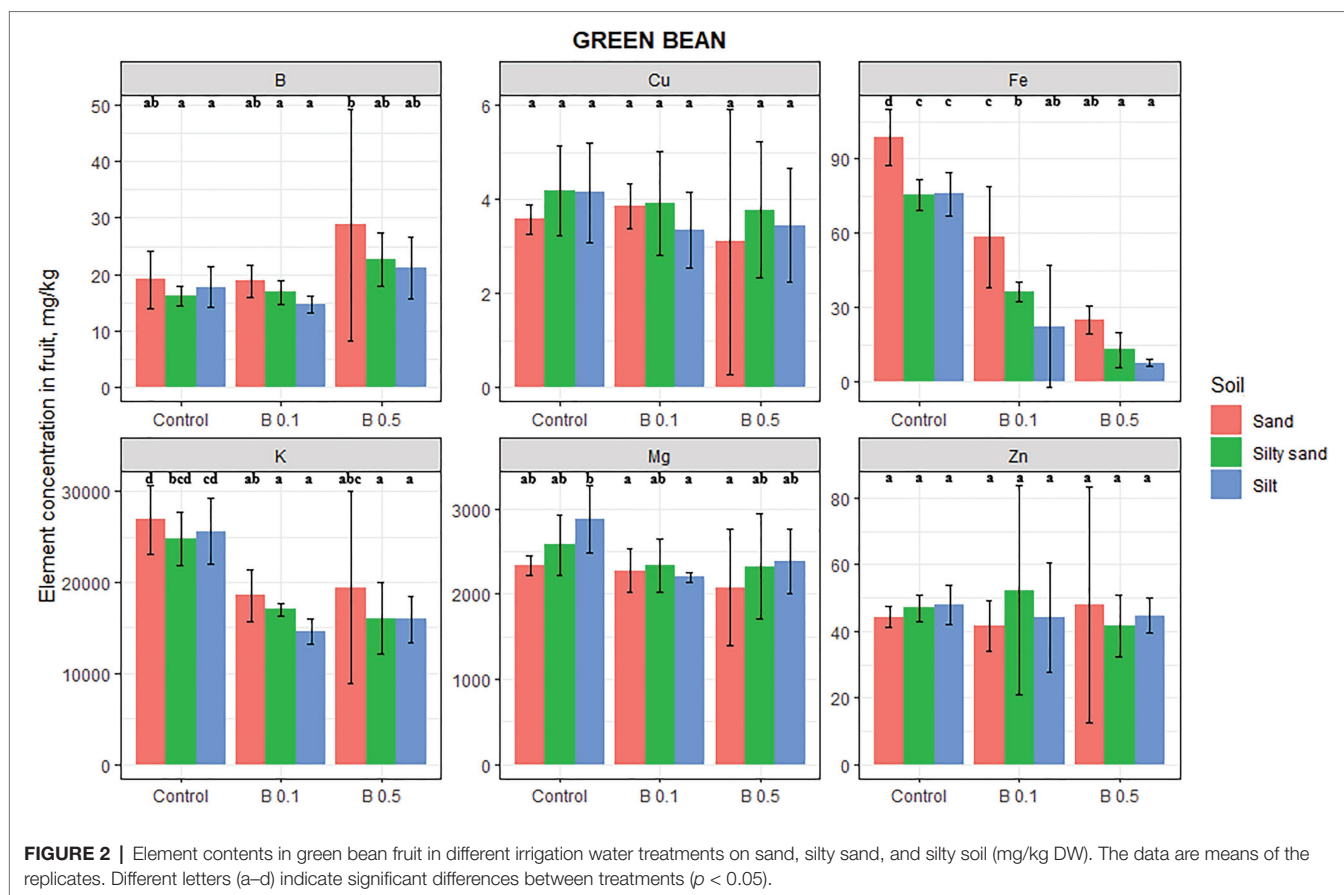 GREEN BEAN
B
Cu
Fe
ab a a ab a a b ab ab
a a a a a a a a a
d c c c b ab ab a a
50
40
30
20
10
0
6
4
2
0
90
60
30
0
Control B 0.1 B 0.5
Control B 0.1 B 0.5
Control B 0.1 B 0.5
K
Mg
Zn
d bcd cd ab a a abc a a
ab ab b a ab a a ab ab
a a a a a a a a a
30000
20000
10000
0
3000
2000
1000
0
80
60
40
20
0
Control B 0.1 B 0.5
Control B 0.1 B 0.5
Control B 0.1 B 0.5
Element concentration in fruit, mg/kg
Soil
Sand
Silty sand
Silt
FIGURE 2 | Element contents in green bean fruit in different irrigation water treatments on sand, silty sand, and silty soil (mg/kg DW). The data are means of the
replicates. Different letters (a–d) indicate significant differences between treatments (p < 0.05).